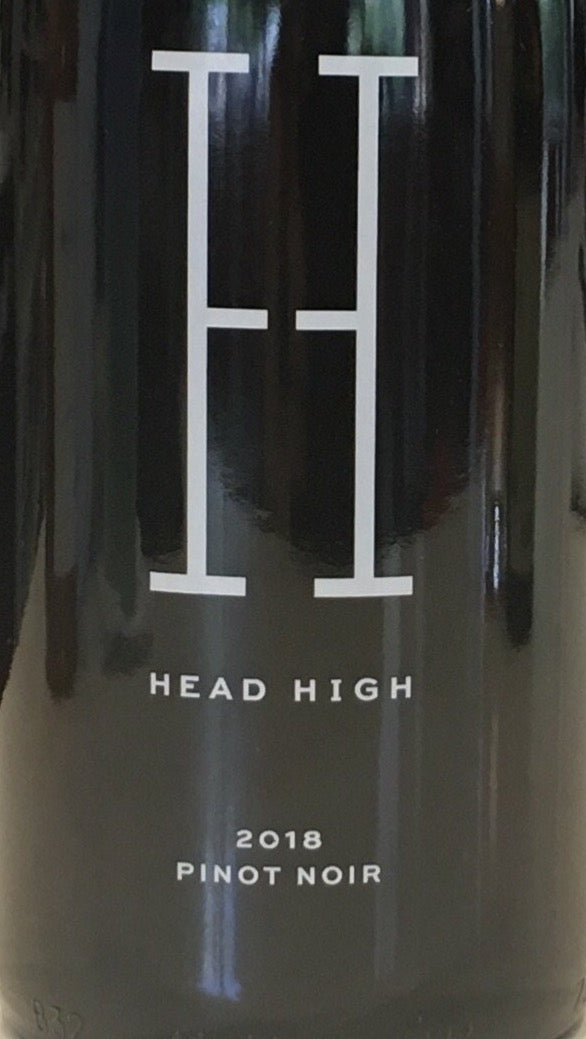 H
HEAD HIGH
2018
PINOT NOIR